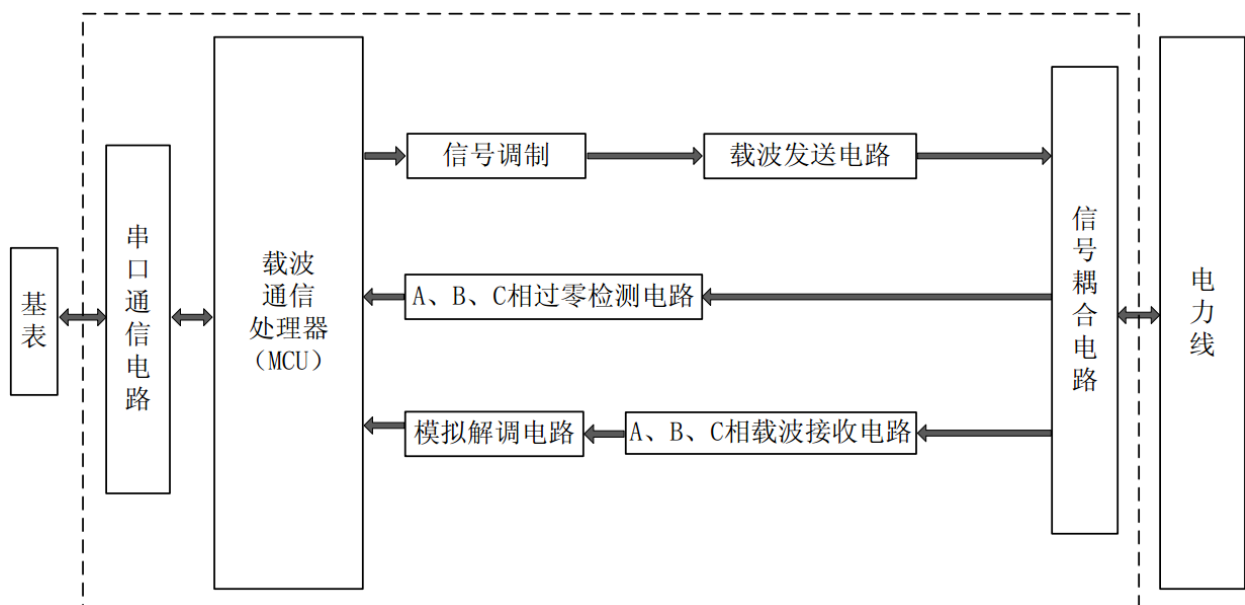 基表
串口通信电路
载波
通信
处理器
（MCU）
信号调制
载波发送电路
A、B、C相过零检测电路
模拟解调电路
A、B、C相载波接收电路
信号耦合电路
电力线